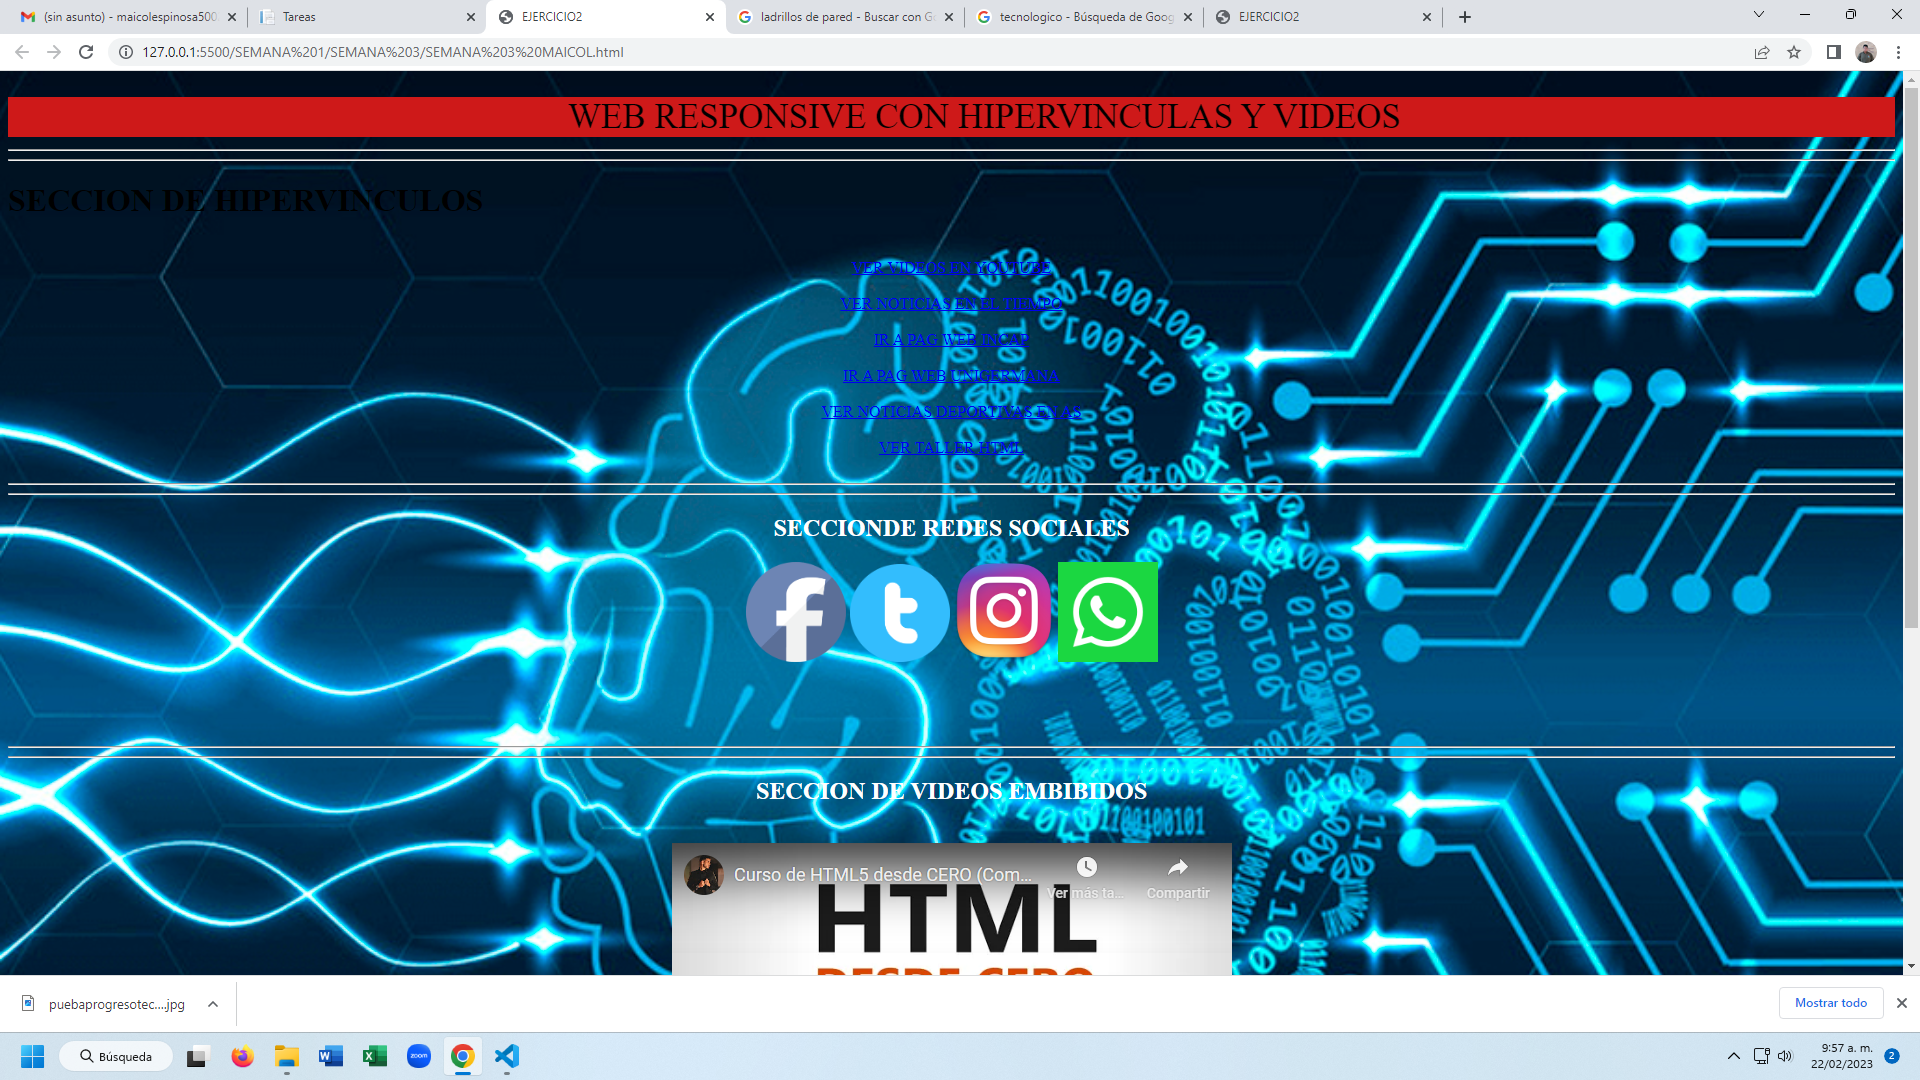 (sin asunto) - maicolespinosa500
Tareas
EJERCICIO2
ladrillos de pared - Buscar con G
tecnologico - Búsqueda de Goog
EJERCICIO2
127.0.0.1:5500/SEMANA%201/SEMANA%203/SEMANA%203%20MAICOL.html
WEB RESPONSIVE CON HIPERVINCULAS Y VIDEOS
SECCION DE HIPERVINCULOS
VER VIDEOS EN YOUTUBE
VER NOTICIAS EN EL TIEMPO
IR A PAG WEB INCAP
IR A PAG WEB UNIGERMANA
VER NOTICIAS DEPORTIVAS EN AS
VER TALLER HTML
SECCIONDE REDES SOCIALES
SECCION DE VIDEOS EMBIBIDOS
Curso de HTML5 desde CERO (Com...
Ver más ta...
Compartir
HTML
DESDE CERO
puebaprogresotec....jpg
Mostrar todo
Búsqueda
zoom
9:57 a. m.
22/02/2023
2